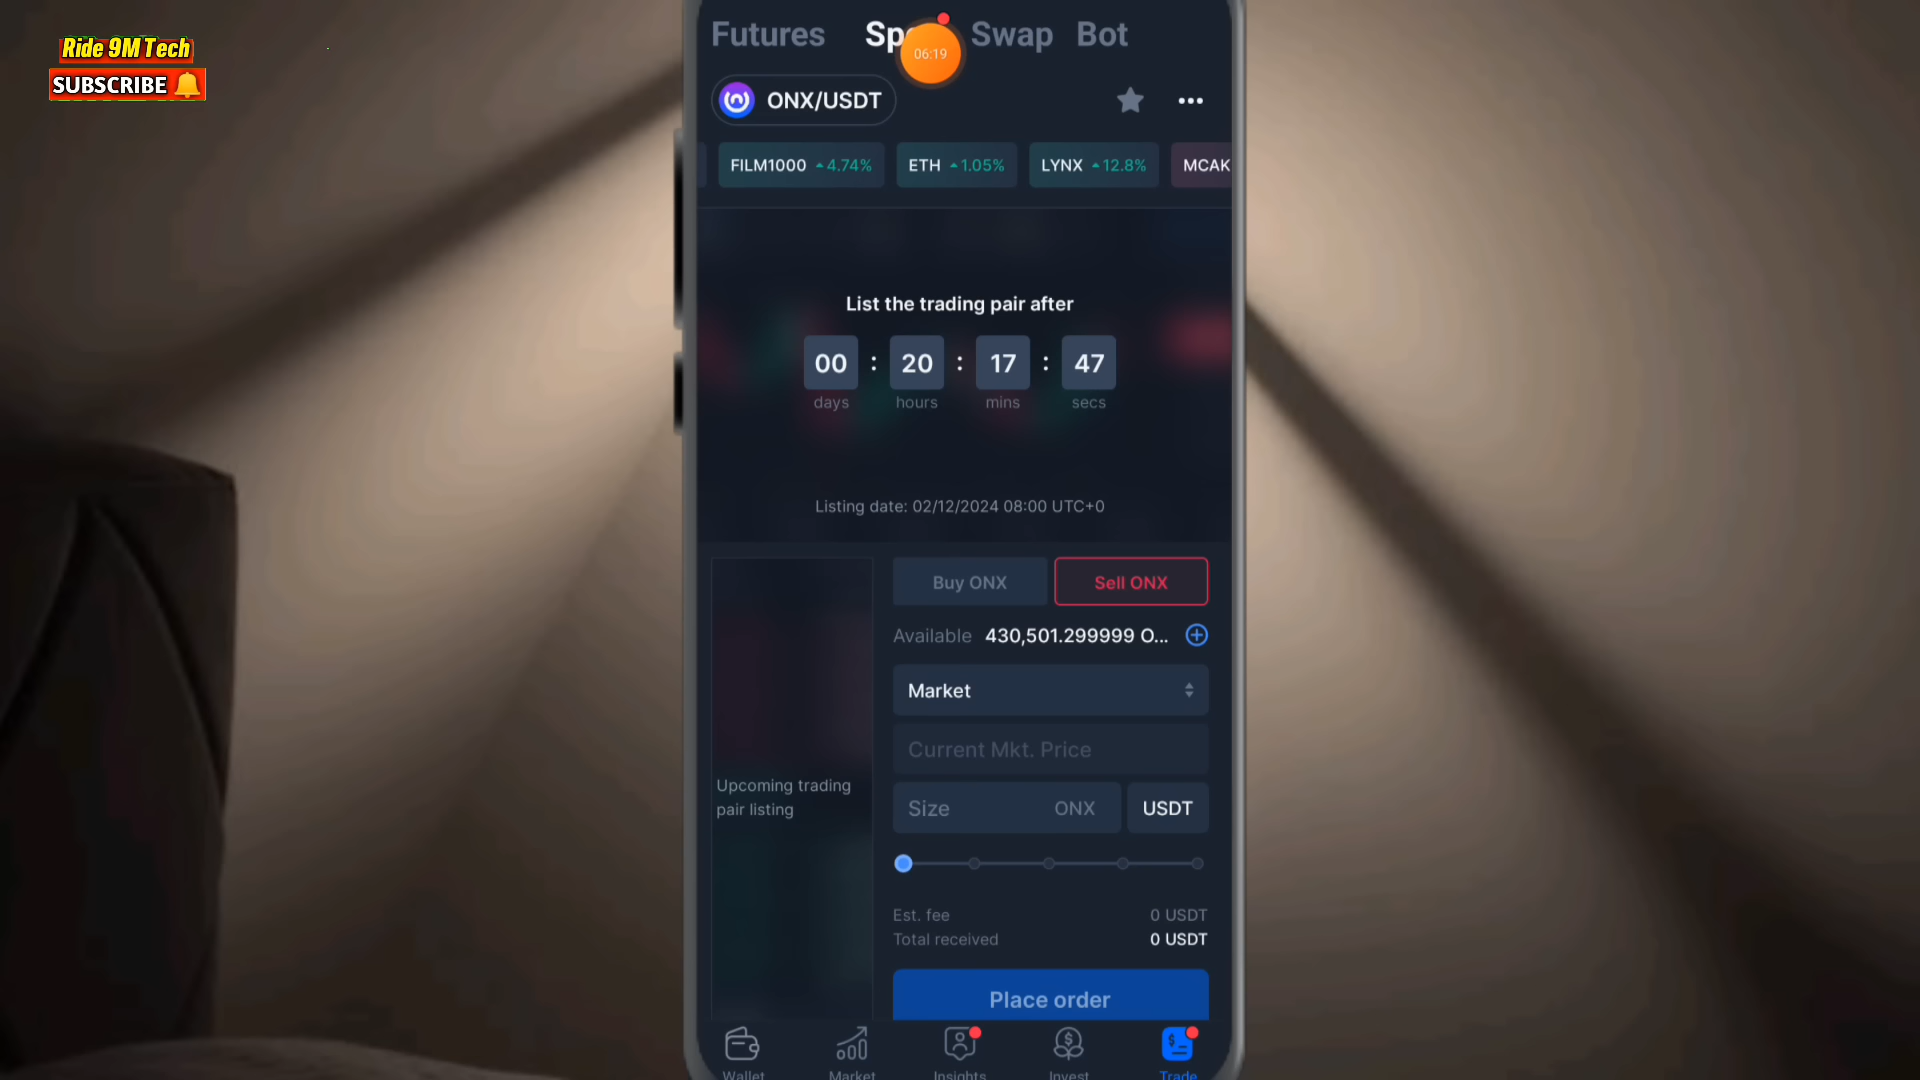 Ride 9M Tech
SUBSCRIBE
Futures Sp Swap Bot
06:19
ONX/USDT
FILM1000 4.74% ETH 1.05% LYNX 12.8% MCAK
List the trading pair after
00 : 20 : 17 : 47
days hours mins secs
Listing date: 02/12/2024 08:00 UTC+0
Buy ONX Sell ONX
Available 430,501.299999 O...
Market
Current Mkt. Price
Size ONX USDT
Upcoming trading
pair listing
Est. fee 0 USDT
Total received 0 USDT
Place order
Wallet Market Insights Invest Trade